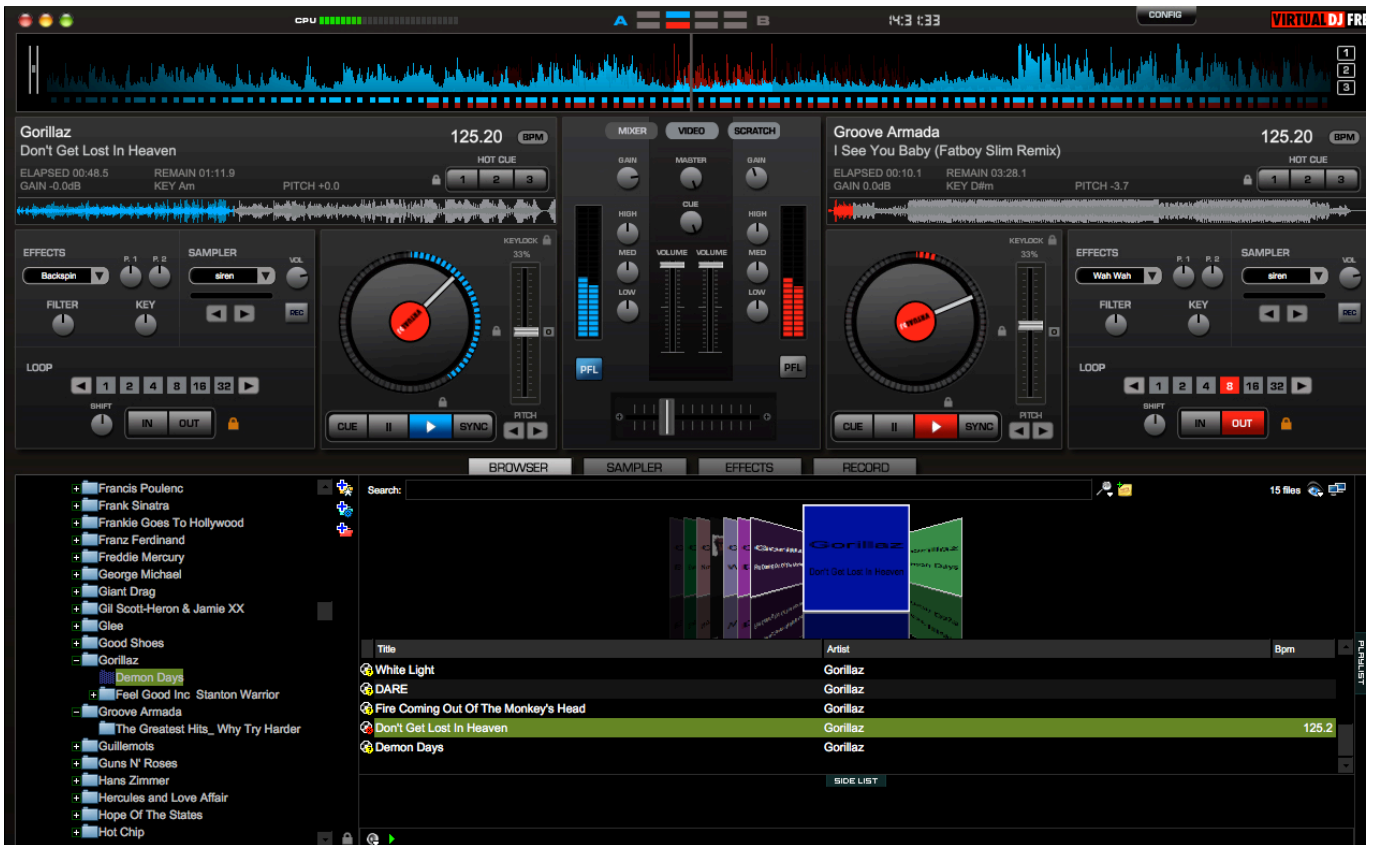 CPU A B 14:31:33 CONFIG VIRTUAL DJ FRE
1
2
3
Gorillaz 125.20 BPM
Don't Get Lost In Heaven
HOT CUE
ELAPSED 00:48.5 REMAIN 01:11.9
GAIN -0.0dB KEY Am PITCH +0.0
1 2 3
MIXER VIDEO SCRATCH
GAIN MASTER GAIN
CUE
HIGH HIGH
MED VOLUME VOLUME MED
LOW LOW
PFL PFL
Groove Armada 125.20 BPM
I See You Baby (Fatboy Slim Remix)
HOT CUE
ELAPSED 00:10.1 REMAIN 03:28.1
GAIN 0.0dB KEY D#m PITCH -3.7
1 2 3
EFFECTS P. 1 P. 2 SAMPLER VOL
Backspin siren
FILTER KEY REC
LOOP
1 2 4 8 16 32
SHIFT
IN OUT
KEYLOCK
33%
0
CUE II SYNC PITCH
KEYLOCK
33%
0
CUE II SYNC PITCH
EFFECTS P. 1 P. 2 SAMPLER VOL
Wah Wah siren
FILTER KEY REC
LOOP
1 2 4 8 16 32
SHIFT
IN OUT
BROWSER SAMPLER EFFECTS RECORD
Francis Poulenc
Frank Sinatra
Frankie Goes To Hollywood
Franz Ferdinand
Freddie Mercury
George Michael
Giant Drag
Gil Scott-Heron & Jamie XX
Glee
Good Shoes
Gorillaz
Demon Days
Feel Good Inc Stanton Warrior
Groove Armada
The Greatest Hits_ Why Try Harder
Guillemots
Guns N' Roses
Hans Zimmer
Hercules and Love Affair
Hope Of The States
Hot Chip
Search: 15 files
Gorillaz
Don't Get Lost In Heaven
Title Artist Bpm
White Light Gorillaz
DARE Gorillaz
Fire Coming Out Of The Monkey's Head Gorillaz
Don't Get Lost In Heaven Gorillaz 125.2
Demon Days Gorillaz
SIDE LIST
PLAYLIST